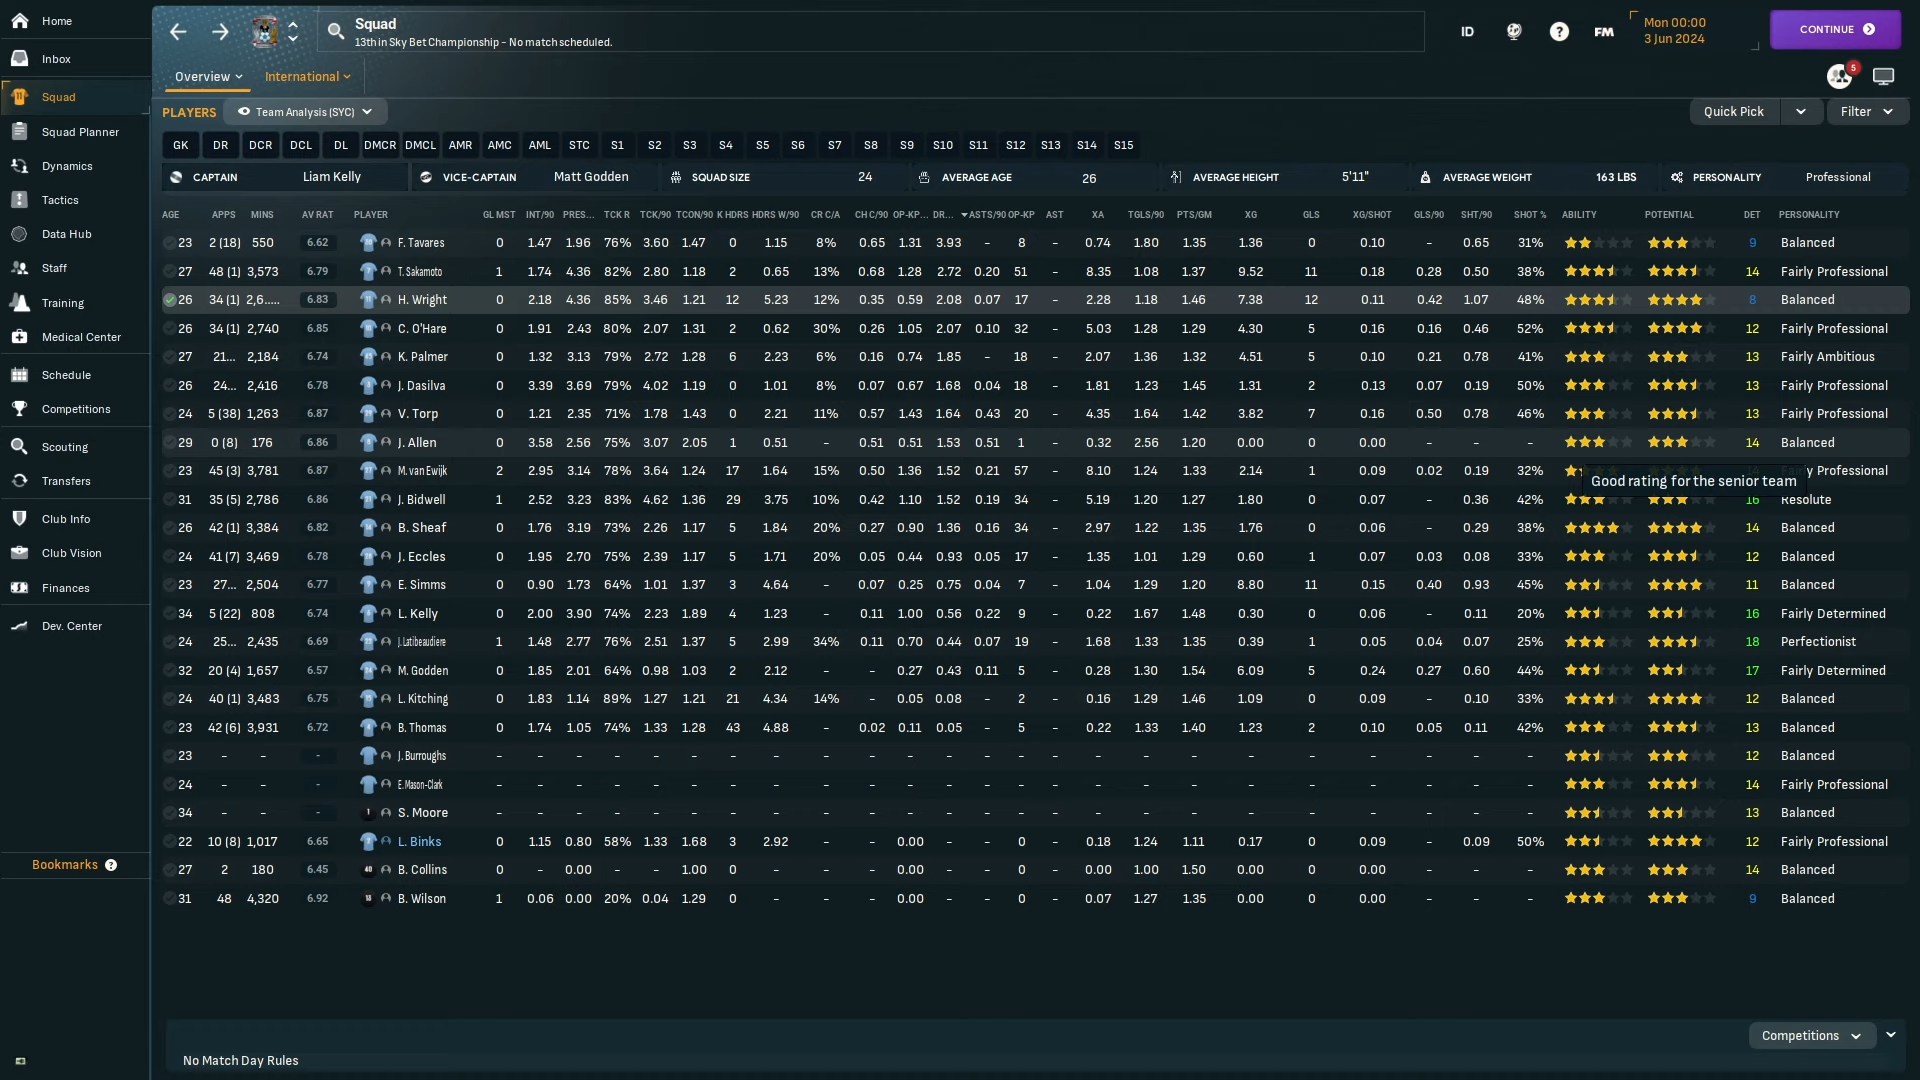 Home
Inbox
Squad
Squad Planner
Dynamics
Tactics
Data Hub
Staff
Training
Medical Center
Schedule
Competitions
Scouting
Transfers
Club Info
Club Vision
Finances
Dev. Center
Bookmarks ?
Squad
13th in Sky Bet Championship - No match scheduled.
ID ? FM
Mon 00:00
3 Jun 2024
CONTINUE
Overview International
5
PLAYERS Team Analysis (SYC)
Quick Pick Filter
GK DR DCR DCL DL DMCR DMCL AMR AMC AML STC S1 S2 S3 S4 S5 S6 S7 S8 S9 S10 S11 S12 S13 S14 S15
CAPTAIN Liam Kelly VICE-CAPTAIN Matt Godden SQUAD SIZE 24 AVERAGE AGE 26 AVERAGE HEIGHT 5'11" AVERAGE WEIGHT 163 LBS PERSONALITY Professional
AGE APPS MINS AV RAT PLAYER GL MST INT/90 PRES... TCK R TCK/90 TCON/90 K HDRS HDRS W/90 CR C/A CH C/90 OP-KP... DR... ASTS/90 OP-KP AST XA TGLS/90 PTS/GM XG GLS XG/SHOT GLS/90 SHT/90 SHOT % ABILITY POTENTIAL DET PERSONALITY
23 2 (18) 550 6.62 F. Tavares 0 1.47 1.96 76% 3.60 1.47 0 1.15 8% 0.65 1.31 3.93 - 8 - 0.74 1.80 1.35 1.36 0 0.10 - 0.65 31% 9 Balanced
27 48 (1) 3,573 6.79 T. Sakamoto 1 1.74 4.36 82% 2.80 1.18 2 0.65 13% 0.68 1.28 2.72 0.20 51 - 8.35 1.08 1.37 9.52 11 0.18 0.28 0.50 38% 14 Fairly Professional
26 34 (1) 2,6..... 6.83 H. Wright 0 2.18 4.36 85% 3.46 1.21 12 5.23 12% 0.35 0.59 2.08 0.07 17 - 2.28 1.18 1.46 7.38 12 0.11 0.42 1.07 48% 8 Balanced
26 34 (1) 2,740 6.85 C. O'Hare 0 1.91 2.43 80% 2.07 1.31 2 0.62 30% 0.26 1.05 2.07 0.10 32 - 5.03 1.28 1.29 4.30 5 0.16 0.16 0.46 52% 12 Fairly Professional
27 21... 2,184 6.74 K. Palmer 0 1.32 3.13 79% 2.72 1.28 6 2.23 6% 0.16 0.74 1.85 - 18 - 2.07 1.36 1.32 4.51 5 0.10 0.21 0.78 41% 13 Fairly Ambitious
26 24... 2,416 6.78 J. Dasilva 0 3.39 3.69 79% 4.02 1.19 0 1.01 8% 0.07 0.67 1.68 0.04 18 - 1.81 1.23 1.45 1.31 2 0.13 0.07 0.19 50% 13 Fairly Professional
24 5 (38) 1,263 6.87 V. Torp 0 1.21 2.35 71% 1.78 1.43 0 2.21 11% 0.57 1.43 1.64 0.43 20 - 4.35 1.64 1.42 3.82 7 0.16 0.50 0.78 46% 13 Fairly Professional
29 0 (8) 176 6.86 J. Allen 0 3.58 2.56 75% 3.07 2.05 1 0.51 - 0.51 0.51 1.53 0.51 1 - 0.32 2.56 1.20 0.00 0 0.00 - - - 14 Balanced
23 45 (3) 3,781 6.87 M. van Ewijk 2 2.95 3.14 78% 3.64 1.24 17 1.64 15% 0.50 1.36 1.52 0.21 57 - 8.10 1.24 1.33 2.14 1 0.09 0.02 0.19 32% 14 Fairly Professional
Good rating for the senior team
31 35 (5) 2,786 6.86 J. Bidwell 1 2.52 3.23 83% 4.62 1.36 29 3.75 10% 0.42 1.10 1.52 0.19 34 - 5.19 1.20 1.27 1.80 0 0.07 - 0.36 42% 16 Resolute
26 42 (1) 3,384 6.82 B. Sheaf 0 1.76 3.19 73% 2.26 1.17 5 1.84 20% 0.27 0.90 1.36 0.16 34 - 2.97 1.22 1.35 1.76 0 0.06 - 0.29 38% 14 Balanced
24 41 (7) 3,469 6.78 J. Eccles 0 1.95 2.70 75% 2.39 1.17 5 1.71 20% 0.05 0.44 0.93 0.05 17 - 1.35 1.01 1.29 0.60 1 0.07 0.03 0.08 33% 12 Balanced
23 27... 2,504 6.77 E. Simms 0 0.90 1.73 64% 1.01 1.37 3 4.64 - 0.07 0.25 0.75 0.04 7 - 1.04 1.29 1.20 8.80 11 0.15 0.40 0.93 45% 11 Balanced
34 5 (22) 808 6.74 L. Kelly 0 2.00 3.90 74% 2.23 1.89 4 1.23 - 0.11 1.00 0.56 0.22 9 - 0.22 1.67 1.48 0.30 0 0.06 - 0.11 20% 16 Fairly Determined
24 25... 2,435 6.69 J. Latibeaudiere 1 1.48 2.77 76% 2.51 1.37 5 2.99 34% 0.11 0.70 0.44 0.07 19 - 1.68 1.33 1.35 0.39 1 0.05 0.04 0.07 25% 18 Perfectionist
32 20 (4) 1,657 6.57 M. Godden 0 1.85 2.01 64% 0.98 1.03 2 2.12 - - 0.27 0.43 0.11 5 - 0.28 1.30 1.54 6.09 5 0.24 0.27 0.60 44% 17 Fairly Determined
24 40 (1) 3,483 6.75 L. Kitching 0 1.83 1.14 89% 1.27 1.21 21 4.34 14% - 0.05 0.08 - 2 - 0.16 1.29 1.46 1.09 0 0.09 - 0.10 33% 12 Balanced
23 42 (6) 3,931 6.72 B. Thomas 0 1.74 1.05 74% 1.33 1.28 43 4.88 - 0.02 0.11 0.05 - 5 - 0.22 1.33 1.40 1.23 2 0.10 0.05 0.11 42% 13 Balanced
23 - - - J. Burroughs - - - - - - - - - - - - - - - - - - - - - - - - 12 Balanced
24 - - - E. Mason-Clark - - - - - - - - - - - - - - - - - - - - - - - - 14 Fairly Professional
34 - - - 1 S. Moore - - - - - - - - - - - - - - - - - - - - - - - - 13 Balanced
22 10 (8) 1,017 6.65 L. Binks 0 1.15 0.80 58% 1.33 1.68 3 2.92 - - 0.00 - - 0 - 0.18 1.24 1.11 0.17 0 0.09 - 0.09 50% 12 Fairly Professional
27 2 180 6.45 40 B. Collins 0 - 0.00 - - 1.00 0 - - - 0.00 - - 0 - 0.00 1.00 1.50 0.00 0 0.00 - - - 14 Balanced
31 48 4,320 6.92 13 B. Wilson 1 0.06 0.00 20% 0.04 1.29 0 - - - 0.00 - - 0 - 0.07 1.27 1.35 0.00 0 0.00 - - - 9 Balanced
Competitions
No Match Day Rules